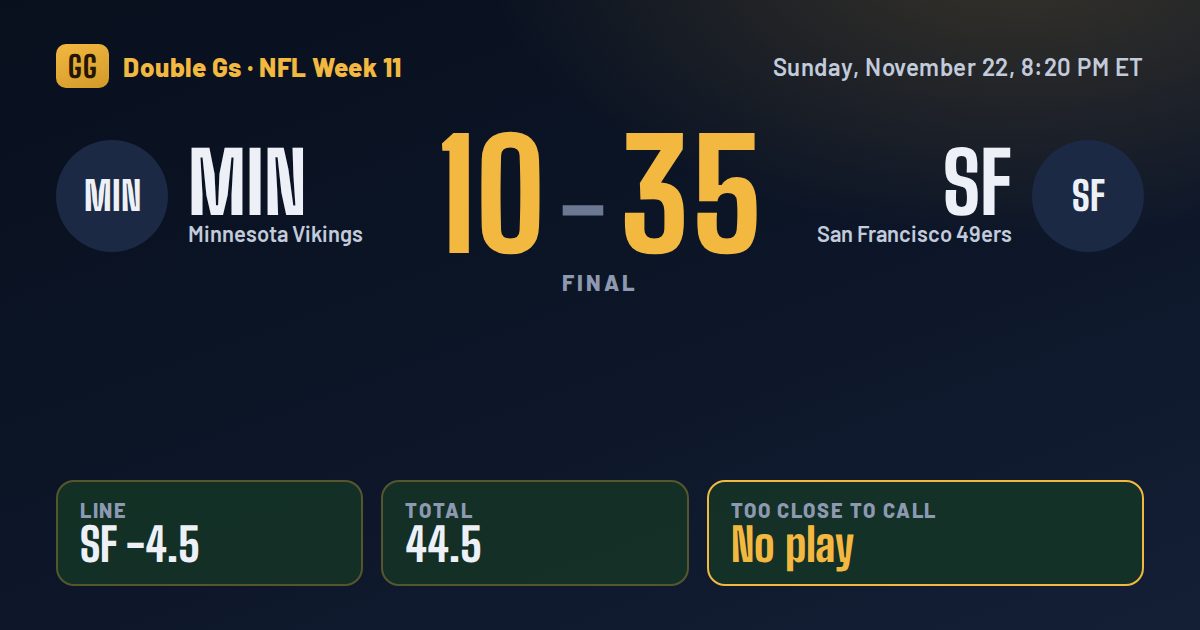 GG Double Gs · NFL Week 11
Sunday, November 22, 8:20 PM ET
MIN
MIN
Minnesota Vikings
10 – 35
FINAL
SF
San Francisco 49ers
SF
LINE
SF −4.5
TOTAL
44.5
TOO CLOSE TO CALL
No play